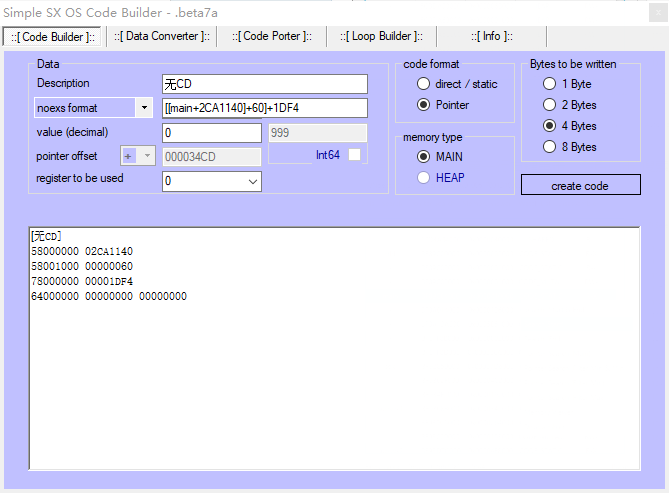 Simple SX OS Code Builder - .beta7a
x
::[ Code Builder ]::
::[ Data Converter ]::
::[ Code Porter ]::
::[ Loop Builder ]::
::[ Info ]::
Data
Description
无CD
noexs format
[[main+2CA1140]+60]+1DF4
value (decimal)
0
999
pointer offset
+
000034CD
Int64
register to be used
0
code format
direct / static
Pointer
memory type
MAIN
HEAP
Bytes to be written
1 Byte
2 Bytes
4 Bytes
8 Bytes
create code
[无CD]
58000000 02CA1140
58001000 00000060
78000000 00001DF4
64000000 00000000 00000000